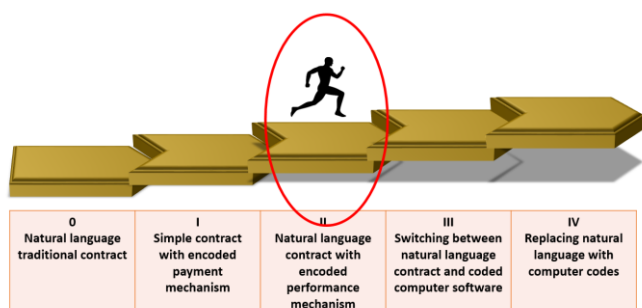 0
Natural language
traditional contract
I
Simple contract
with encoded
payment
mechanism
II
Natural language
contract with
encoded
performance
mechanism
III
Switching between
natural language
contract and coded
computer software
IV
Replacing natural
language with
computer codes